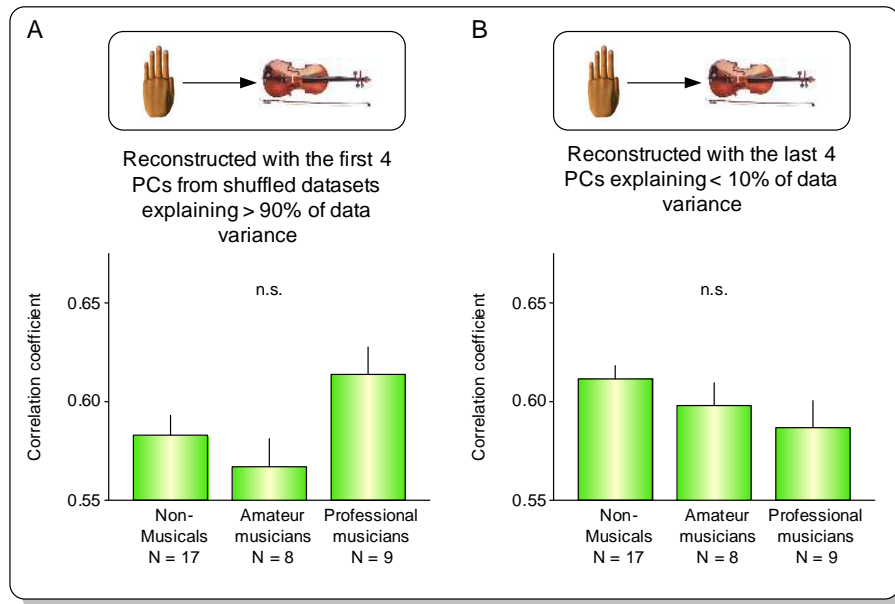 A
Reconstructed with the first 4
PCs from shuffled datasets
explaining > 90% of data
variance
Correlation coefficient
0.65
0.60
0.55
n.s.
Non-
Musicals
N = 17
Amateur
musicians
N = 8
Professional
musicians
N = 9
B
Reconstructed with the last 4
PCs explaining < 10% of data
variance
Correlation coefficient
0.65
0.60
0.55
n.s.
Non-
Musicals
N = 17
Amateur
musicians
N = 8
Professional
musicians
N = 9